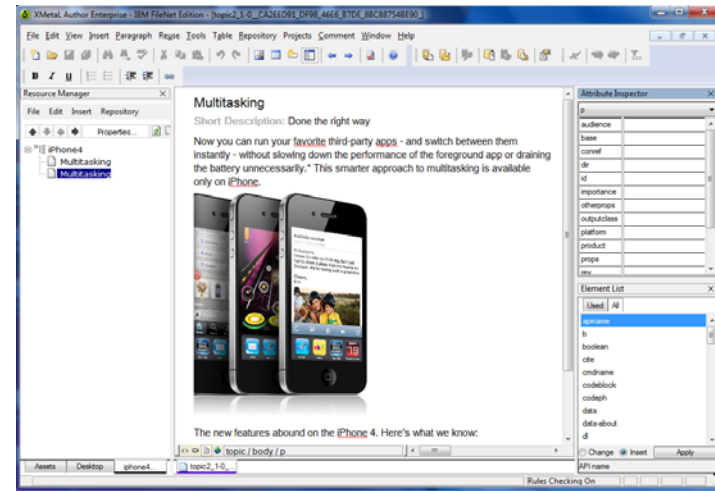 XMetaL Author Enterprise - IBM FileNet Edition - [topic2_1-0__CA2EED91_DF98_46E6_B7DE_8BC88754BE90_]
File Edit View Insert Paragraph Reuse Tools Table Repository Projects Comment Window Help
B I U
Resource Manager
File Edit Insert Repository
Properties...
iPhone4
Multitasking
Multitasking
Assets Desktop iphone4...
Multitasking
Short Description: Done the right way
Now you can run your favorite third-party apps - and switch between them
instantly - without slowing down the performance of the foreground app or draining
the battery unnecessarily." This smarter approach to multitasking is available
only on iPhone.
The new features abound on the iPhone 4. Here's what we know:
topic / body / p
topic2_1-0_
Attribute Inspector
p
audience
base
conref
dir
id
importance
otherprops
outputclass
platform
product
props
rev
Element List
Used All
apiname
b
boolean
cite
cmdname
codeblock
codeph
data
data-about
dl
Change Insert Apply
API name
Rules Checking On